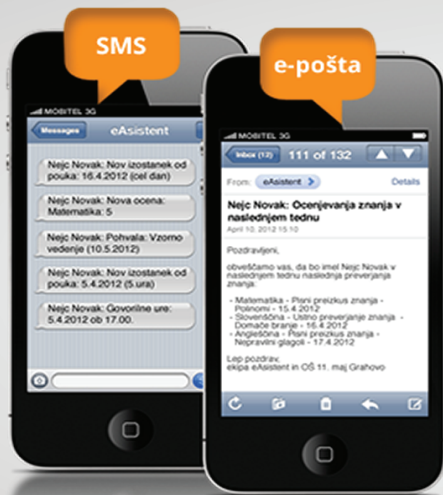 SMS
MOBITEL 3G
Messages
eAsistent
Nejc Novak: Nov izostanek od
pouka: 16.4.2012 (cel dan)
Nejc Novak: Nova ocena:
Matematika: 5
Nejc Novak: Pohvala: Vzorno
vedenje (10.5.2012)
Nejc Novak: Nov izostanek od
pouka: 5.4.2012 (5.ura)
Nejc Novak: Govorilne ure:
5.4.2012 ob 17.00.
e-pošta
MOBITEL 3G
Inbox (13)
111 of 132
From:
eAsistent
Details
Nejc Novak: Ocenjevanja znanja v
naslednjem tednu
April 10, 2012 15:10
Pozdravljeni,
obveščamo vas, da bo imel Nejc Novak v
naslednjem tednu naslednja preverjanja
znanja:
- Matematika - Pisni preizkus znanja -
Polinomi - 15.4.2012
- Slovenščina - Ustno preverjanje znanja -
Domače branje - 16.4.2012
- Angleščina - Pisni preizkus znanja -
Nepravilni glagoli - 17.4.2012
Lep pozdrav,
ekipa eAsistent in OŠ 11. maj Grahovo